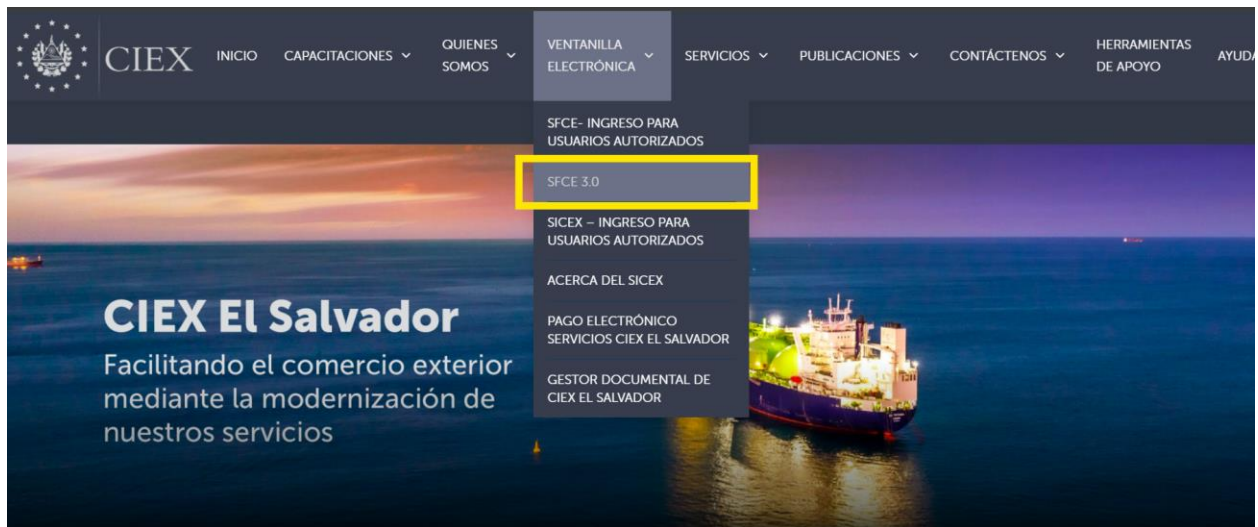 CIEX
INICIO
CAPACITACIONES
QUIENES
SOMOS
VENTANILLA
ELECTRÓNICA
SERVICIOS
PUBLICACIONES
CONTÁCTENOS
HERRAMIENTAS
DE APOYO
AYUDA
SFCE- INGRESO PARA
USUARIOS AUTORIZADOS
SFCE 3.0
SICEX – INGRESO PARA
USUARIOS AUTORIZADOS
ACERCA DEL SICEX
PAGO ELECTRÓNICO
SERVICIOS CIEX EL SALVADOR
GESTOR DOCUMENTAL DE
CIEX EL SALVADOR
CIEX El Salvador
Facilitando el comercio exterior
mediante la modernización de
nuestros servicios